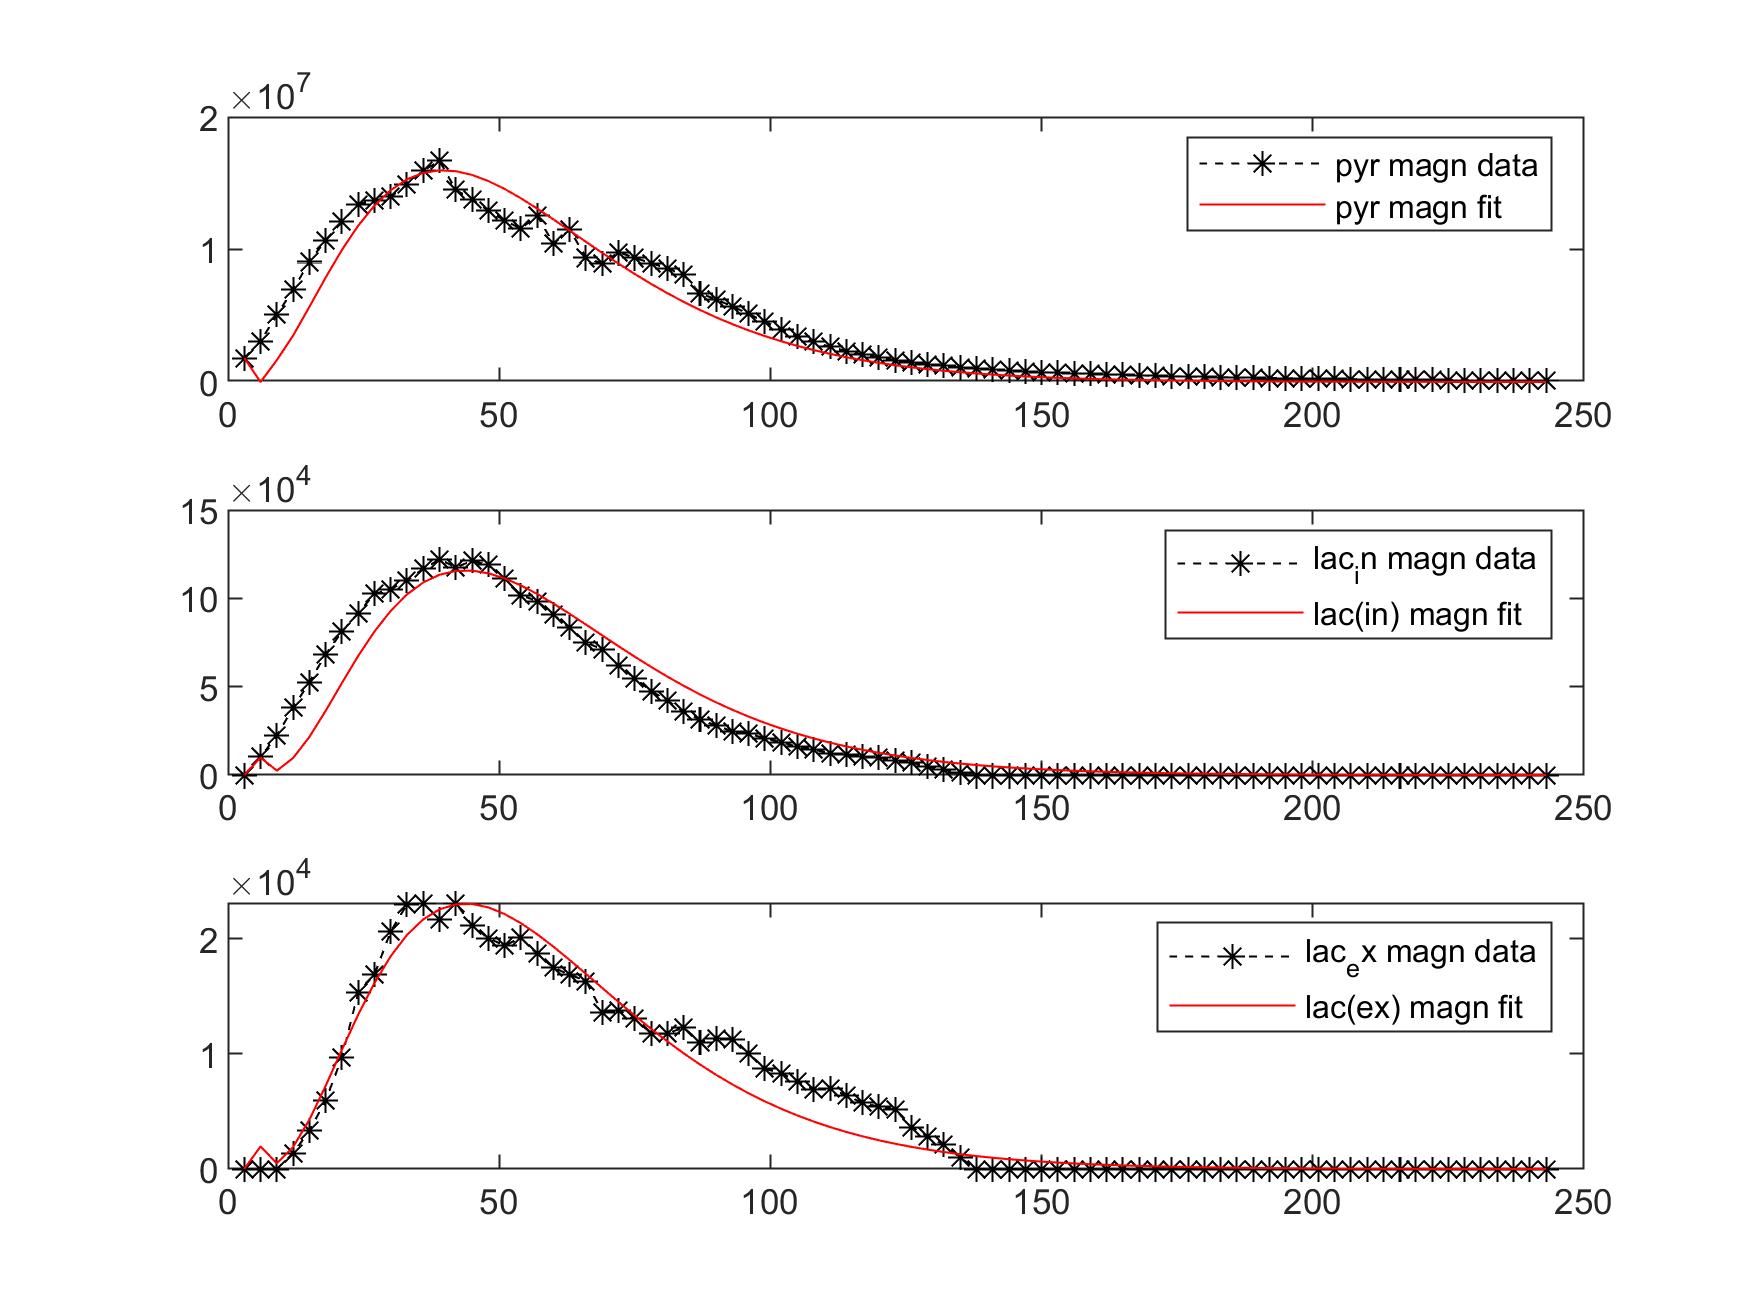 ×10^7
2
1
0
0 50 100 150 200 250
pyr magn data
pyr magn fit
×10^4
15
10
5
0
0 50 100 150 200 250
lac_in magn data
lac(in) magn fit
×10^4
2
1
0
0 50 100 150 200 250
lac_ex magn data
lac(ex) magn fit